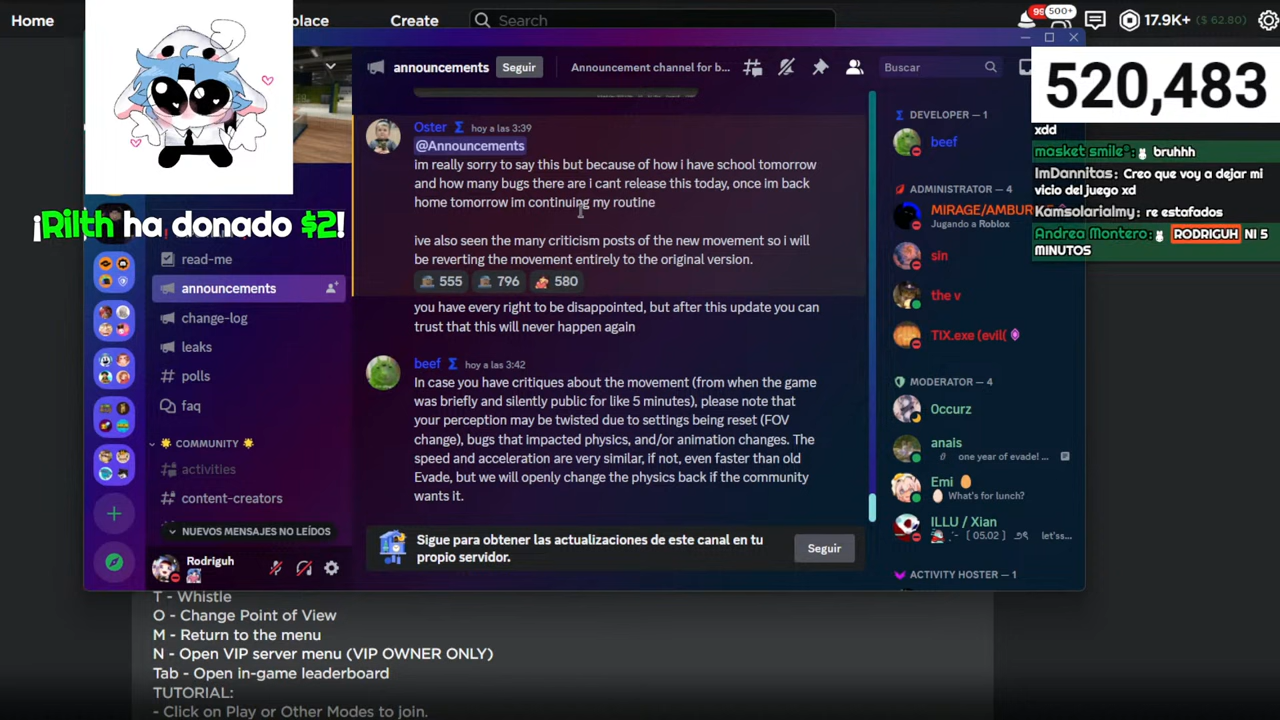 Home
place
Create
Search
99
500+
17.9K+
($ 62.80)
announcements
Seguir
Announcement channel for b...
Buscar
520,483
¡Rilth ha donado $2!
read-me
announcements
change-log
leaks
polls
faq
COMMUNITY
activities
content-creators
NUEVOS MENSAJES NO LEÍDOS
Rodriguh
Oster
hoy a las 3:39
@Announcements
im really sorry to say this but because of how i have school tomorrow
and how many bugs there are i cant release this today, once im back
home tomorrow im continuing my routine
ive also seen the many criticism posts of the new movement so i will
be reverting the movement entirely to the original version.
555
796
580
you have every right to be disappointed, but after this update you can
trust that this will never happen again
beef
hoy a las 3:42
In case you have critiques about the movement (from when the game
was briefly and silently public for like 5 minutes), please note that
your perception may be twisted due to settings being reset (FOV
change), bugs that impacted physics, and/or animation changes. The
speed and acceleration are very similar, if not, even faster than old
Evade, but we will openly change the physics back if the community
wants it.
Sigue para obtener las actualizaciones de este canal en tu
propio servidor.
Seguir
DEVELOPER — 1
beef
ADMINISTRATOR — 4
MIRAGE/AMBUR
Jugando a Roblox
sin
the v
TIX.exe (evil(
MODERATOR — 4
Occurz
anais
one year of evade! ...
Emi
What's for lunch?
ILLU / Xian
[ 05.02 ]
let'ss...
ACTIVITY HOSTER — 1
xdd
masket smile°: bruhhh
ImDannitas: Creo que voy a dejar mi
vicio del juego xd
Kamsolarialmy: re estafados
Andrea Montero: RODRIGUH NI 5
MINUTOS
T - Whistle
O - Change Point of View
M - Return to the menu
N - Open VIP server menu (VIP OWNER ONLY)
Tab - Open in-game leaderboard
TUTORIAL:
- Click on Play or Other Modes to join.